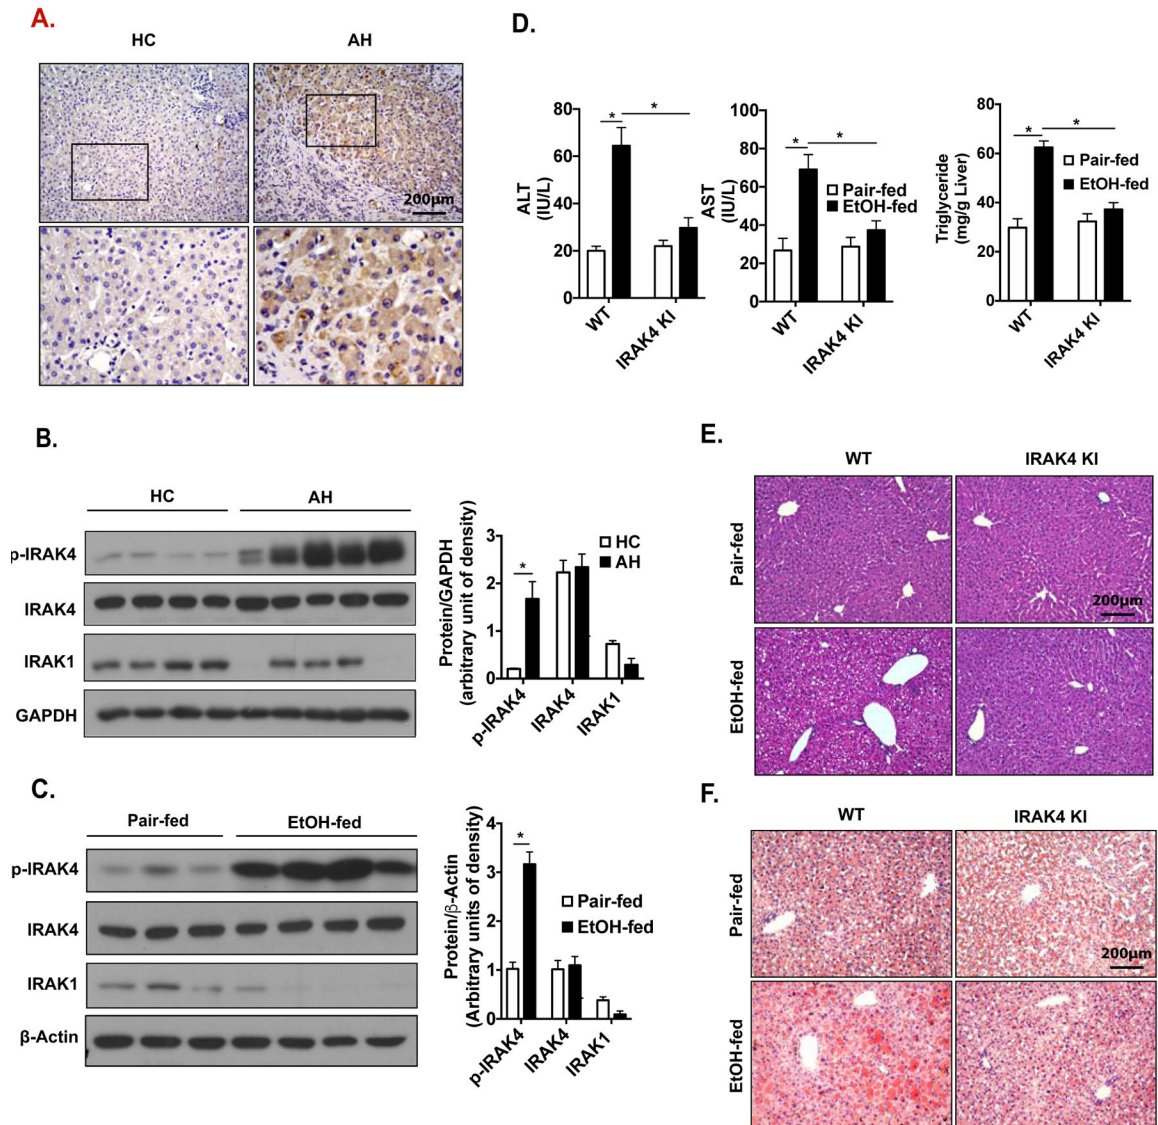 A.
HC AH
200µm
D.
80
60
40
20
0
ALT
(IU/L)
*
*
WT
IRAK4 KI
100
80
60
40
20
0
AST
(IU/L)
*
*
Pair-fed
EtOH-fed
WT
IRAK4 KI
80
60
40
20
0
Triglyceride
(mg/g Liver)
*
*
Pair-fed
EtOH-fed
WT
IRAK4 KI
B.
HC AH
p-IRAK4
IRAK4
IRAK1
GAPDH
Protein/GAPDH
(arbitrary unit of density)
3
2
1
0
*
HC
AH
p-IRAK4
IRAK4
IRAK1
C.
Pair-fed EtOH-fed
p-IRAK4
IRAK4
IRAK1
β-Actin
Protein/β-Actin
(Arbitrary units of density)
4
3
2
1
0
*
Pair-fed
EtOH-fed
p-IRAK4
IRAK4
IRAK1
E.
WT IRAK4 KI
Pair-fed
200µm
EtOH-fed
F.
WT IRAK4 KI
Pair-fed
200µm
EtOH-fed